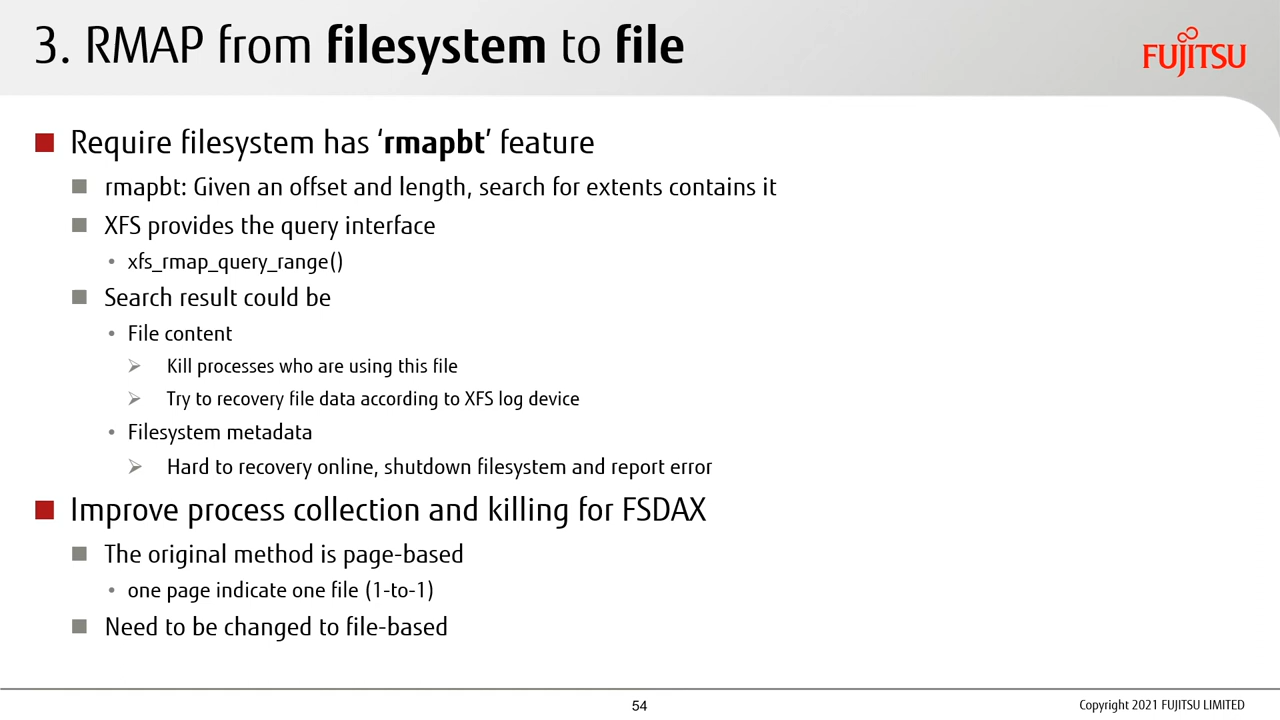 3. RMAP from filesystem to file
FUJITSU
Require filesystem has ‘rmapbt’ feature
rmapbt: Given an offset and length, search for extents contains it
XFS provides the query interface
• xfs_rmap_query_range()
Search result could be
• File content
Kill processes who are using this file
Try to recovery file data according to XFS log device
• Filesystem metadata
Hard to recovery online, shutdown filesystem and report error
Improve process collection and killing for FSDAX
The original method is page-based
• one page indicate one file (1-to-1)
Need to be changed to file-based
54
Copyright 2021 FUJITSU LIMITED